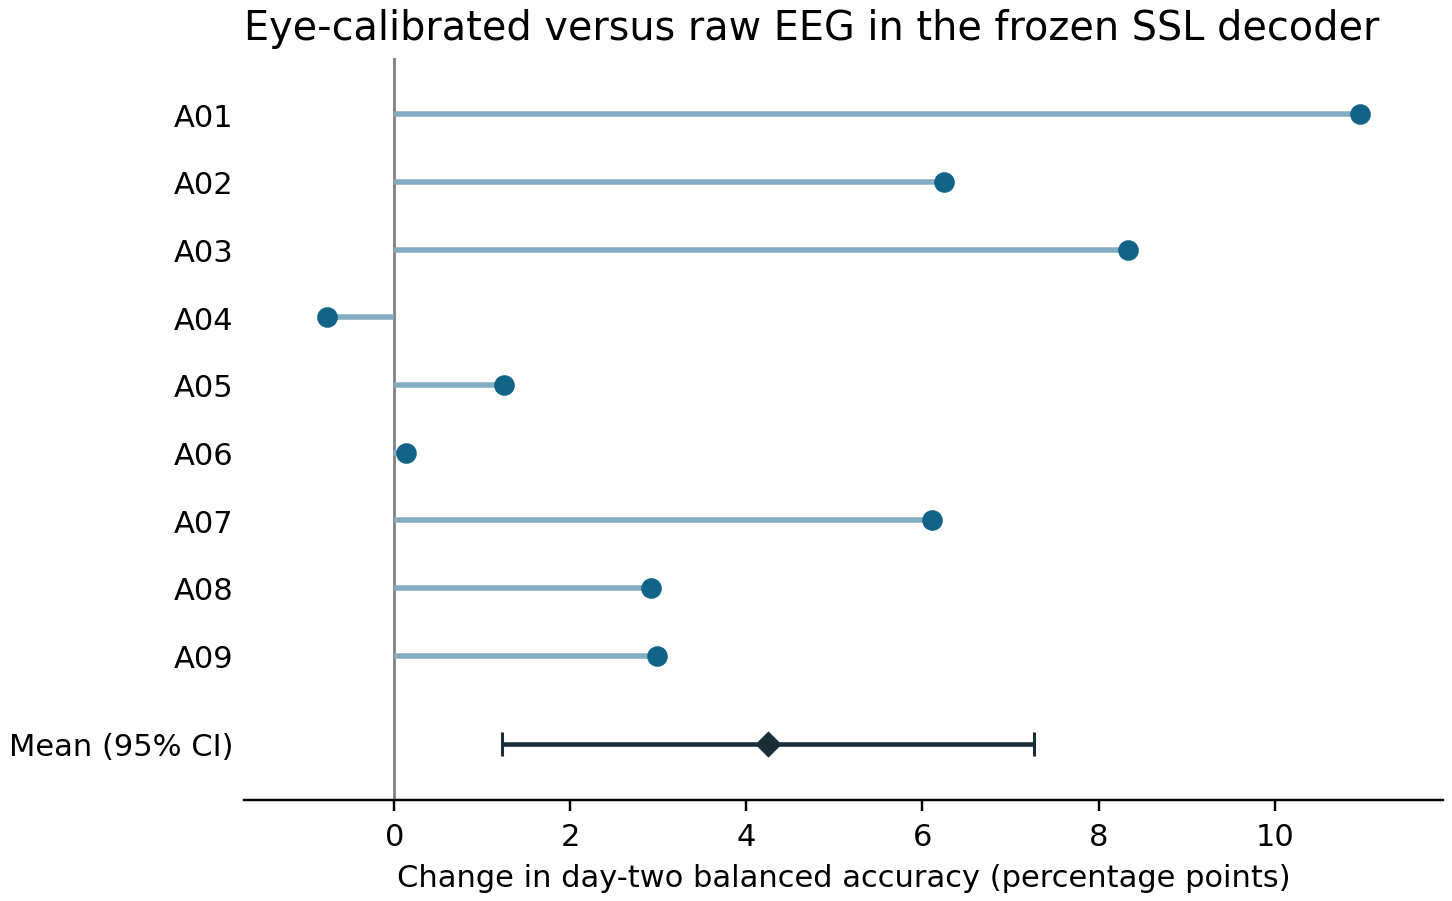 Eye-calibrated versus raw EEG in the frozen SSL decoder
A01
A02
A03
A04
A05
A06
A07
A08
A09
Mean (95% CI)
0 2 4 6 8 10
Change in day-two balanced accuracy (percentage points)